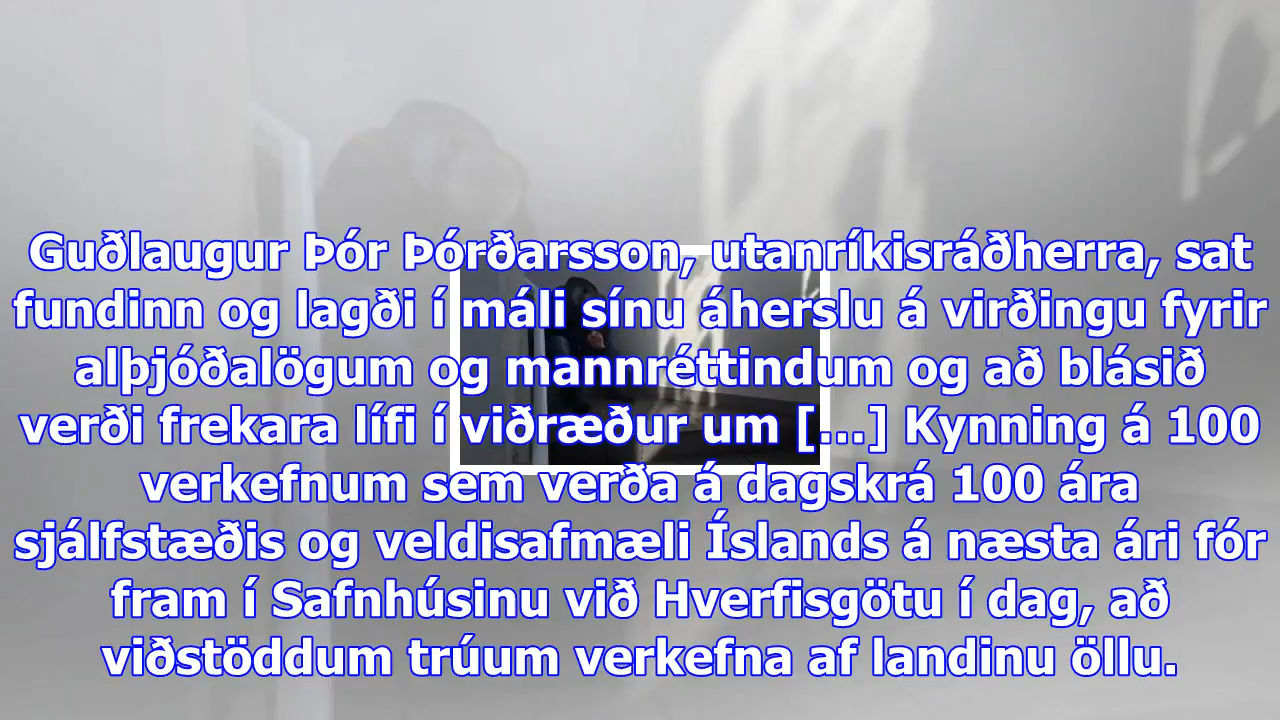 Guðlaugur Þór Þórðarsson, utanríkisráðherra, sat
fundinn og lagði í máli sínu áherslu á virðingu fyrir
alþjóðalögum og mannréttindum og að blásið
verði frekara lífi í viðræður um [...] Kynning á 100
verkefnum sem verða á dagskrá 100 ára
sjálfstæðis og veldisafmæli Íslands á næsta ári fór
fram í Safnhúsinu við Hverfisgötu í dag, að
viðstöddum trúum verkefna af landinu öllu.